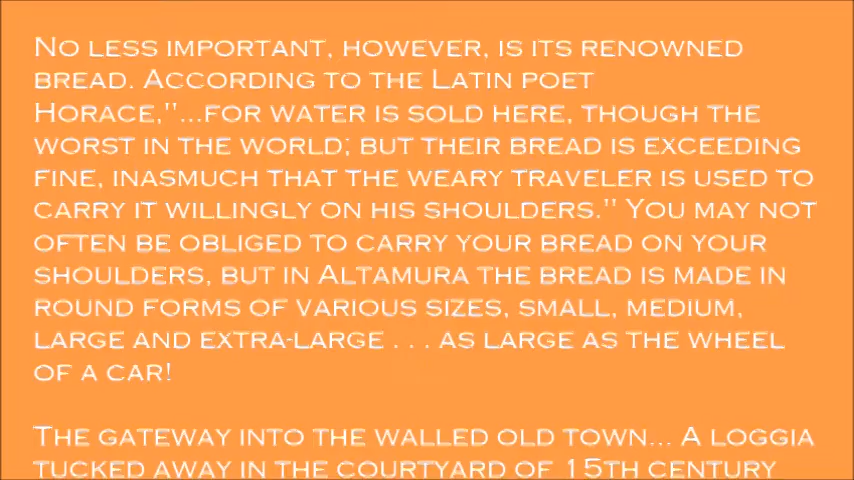 No less important, however, is its renowned
bread. According to the Latin poet
Horace,"...for water is sold here, though the
worst in the world; but their bread is exceeding
fine, inasmuch that the weary traveler is used to
carry it willingly on his shoulders." You may not
often be obliged to carry your bread on your
shoulders, but in Altamura the bread is made in
round forms of various sizes, small, medium,
large and extra-large . . . as large as the wheel
of a car!
The gateway into the walled old town... A loggia
tucked away in the courtyard of 15th century